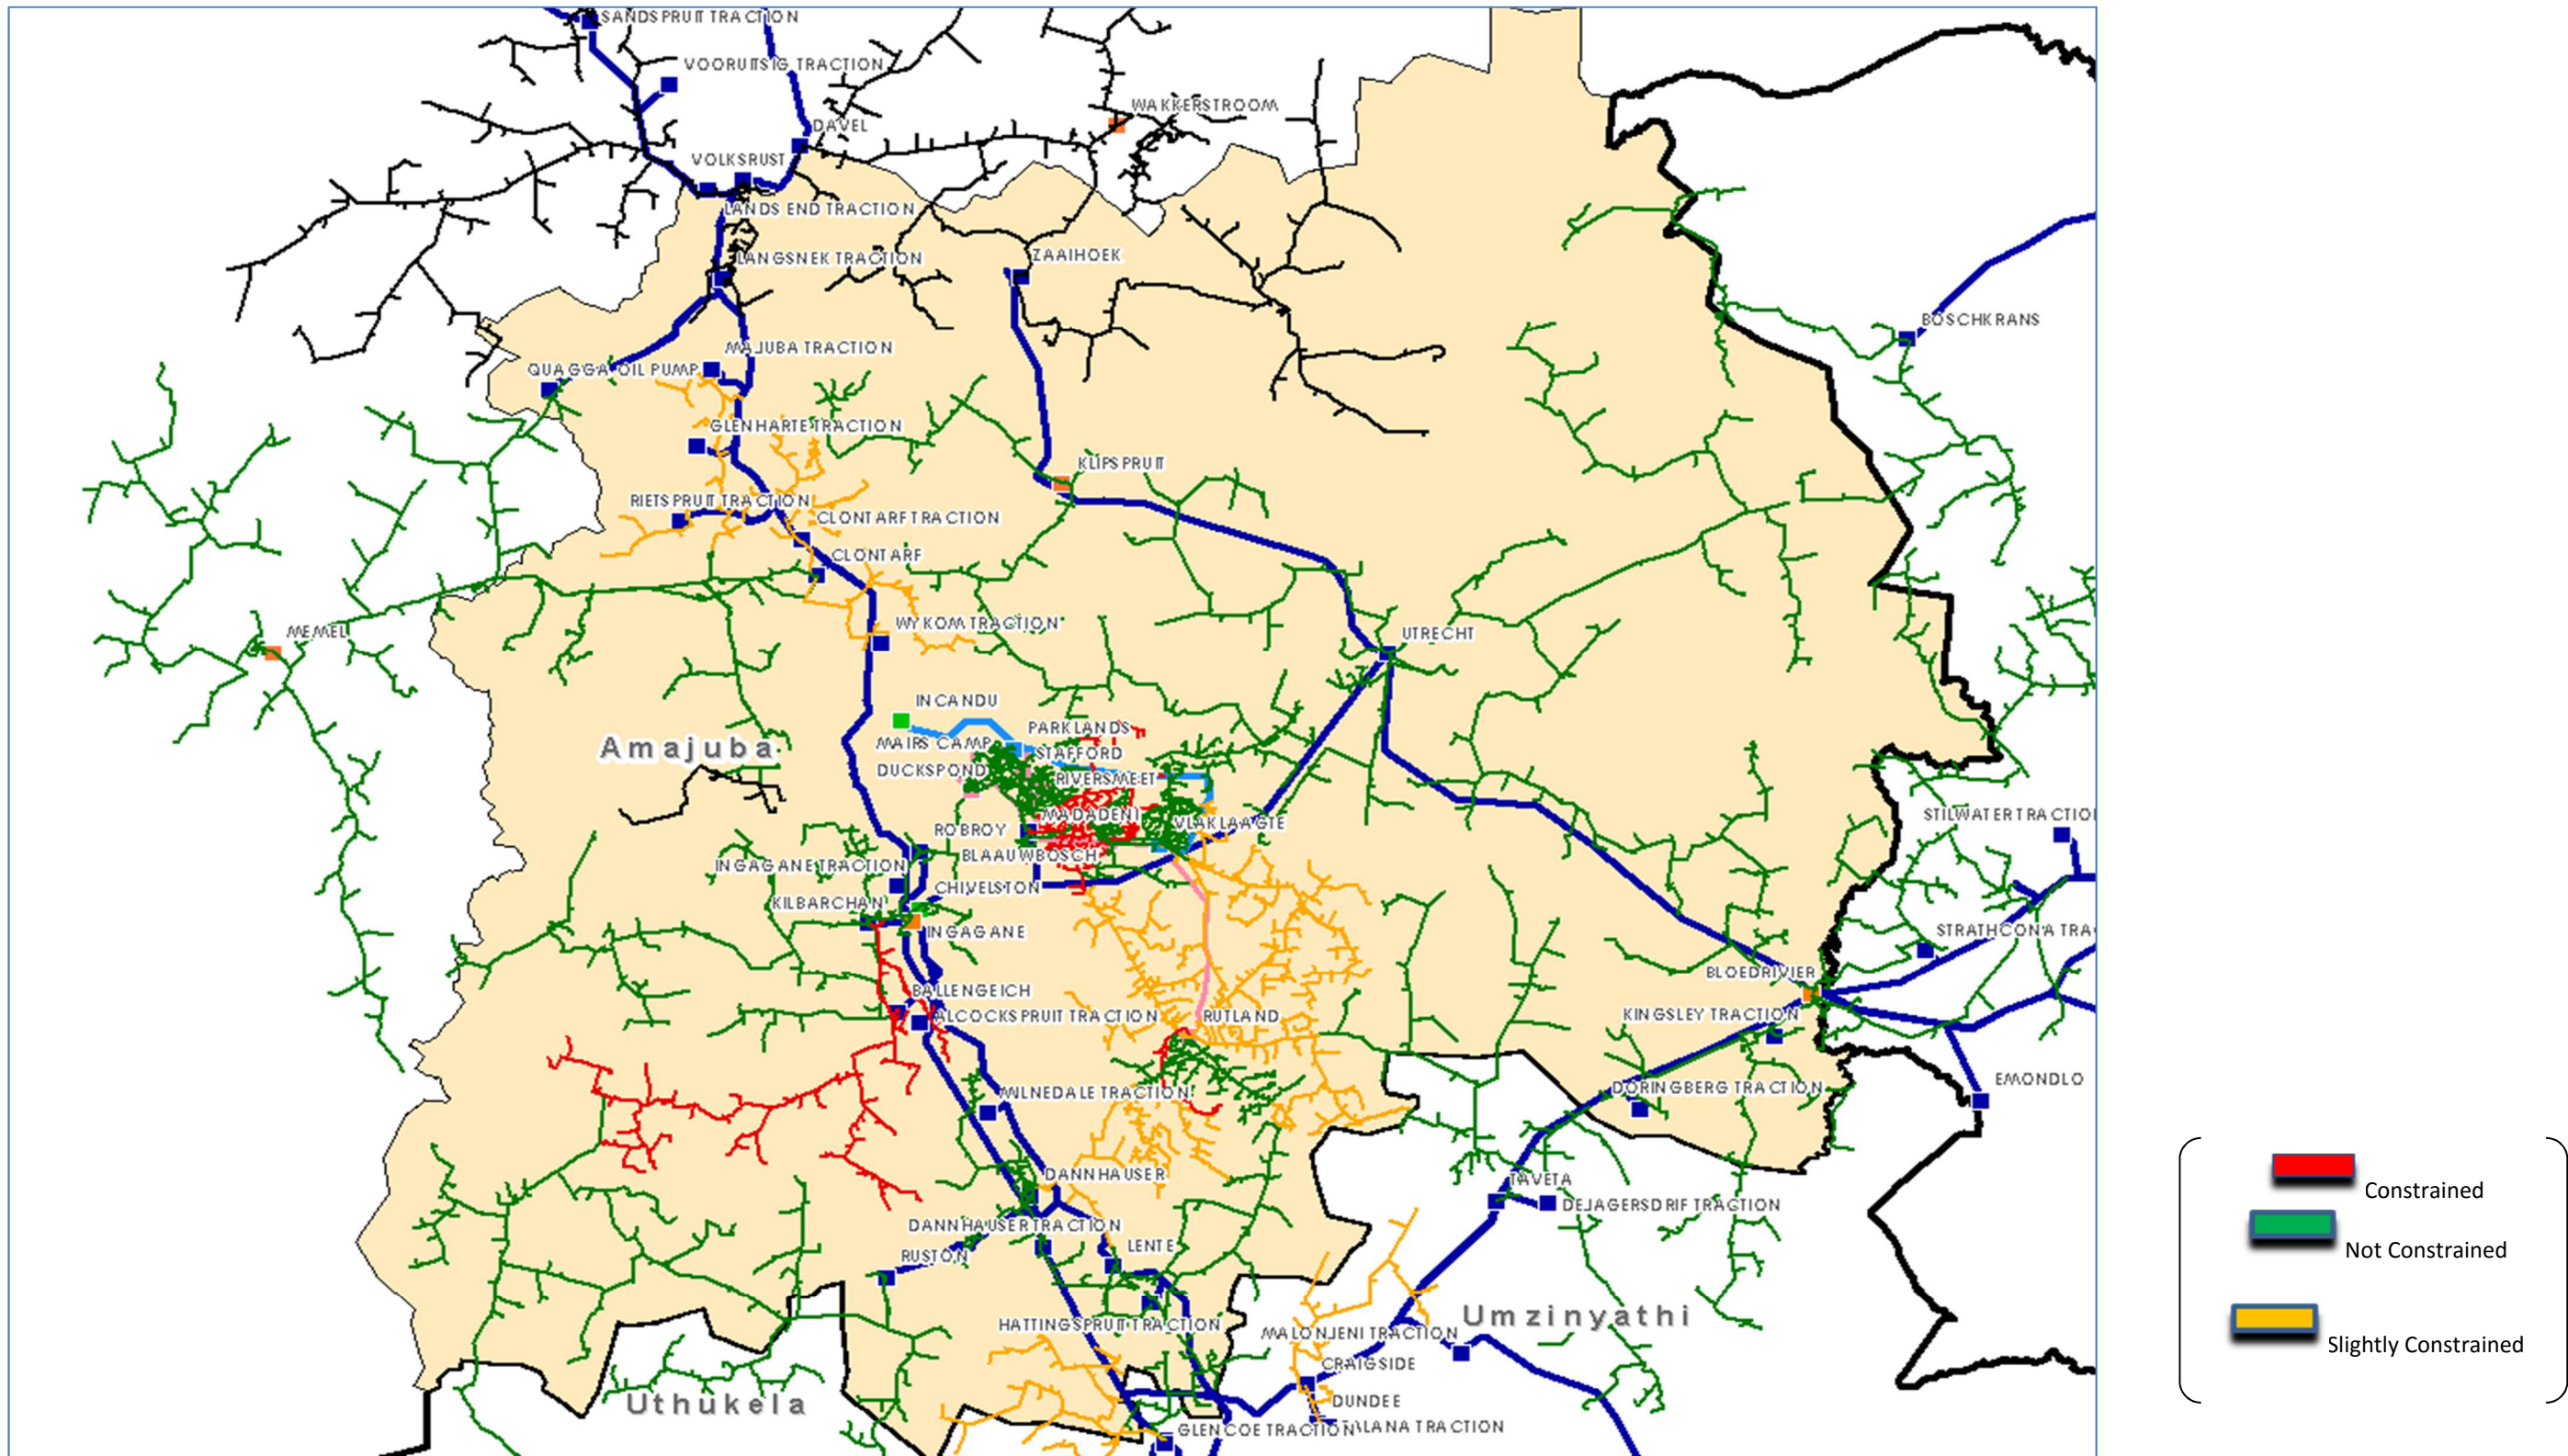 SANDSPRUIT TRACTION
VOORUITSIG TRACTION
WAKKERSTROOM
DAVEL
VOLKSRUST
LANDS END TRACTION
LANGSNEK TRACTION
ZAAIHOEK
BOSCHKRANS
MAJUBA TRACTION
QUAGGA OIL PUMP
GLENHARTE TRACTION
KLIPSPRUIT
RIETSPRUIT TRACTION
CLONTARF TRACTION
CLONTARF
WYKOM TRACTION
MEMEL
UTRECHT
INCANDU
PARKLANDS
Amajuba
MAIRS CAMP
STAFFORD
DUCKSPOND
RIVERSMEET
MADADENI
VLAKLAAGTE
STILWATER TRACTIO
ROBROY
BLAAUWBOSCH
INGAGANE TRACTION
CHIVELSTON
KILBARCHAN
INGAGANE
STRATHCONA TRA
BLOEDRIVIER
BALLENGEICH
ALCOCKSPRUIT TRACTION
RUTLAND
KINGSLEY TRACTION
EMONDLO
MILNEDALE TRACTION
DORINGBERG TRACTION
DANNHAUSER
TAVETA
DEJAGERSDRIF TRACTION
DANNHAUSER TRACTION
LENTE
RUSTON
HATTINGSPRUIT TRACTION
Umzinyathi
MALONJENI TRACTION
CRAIGSIDE
Uthukela
DUNDEE
GLENCOE TRACTION
ALANA TRACTION
Constrained
Not Constrained
Slightly Constrained